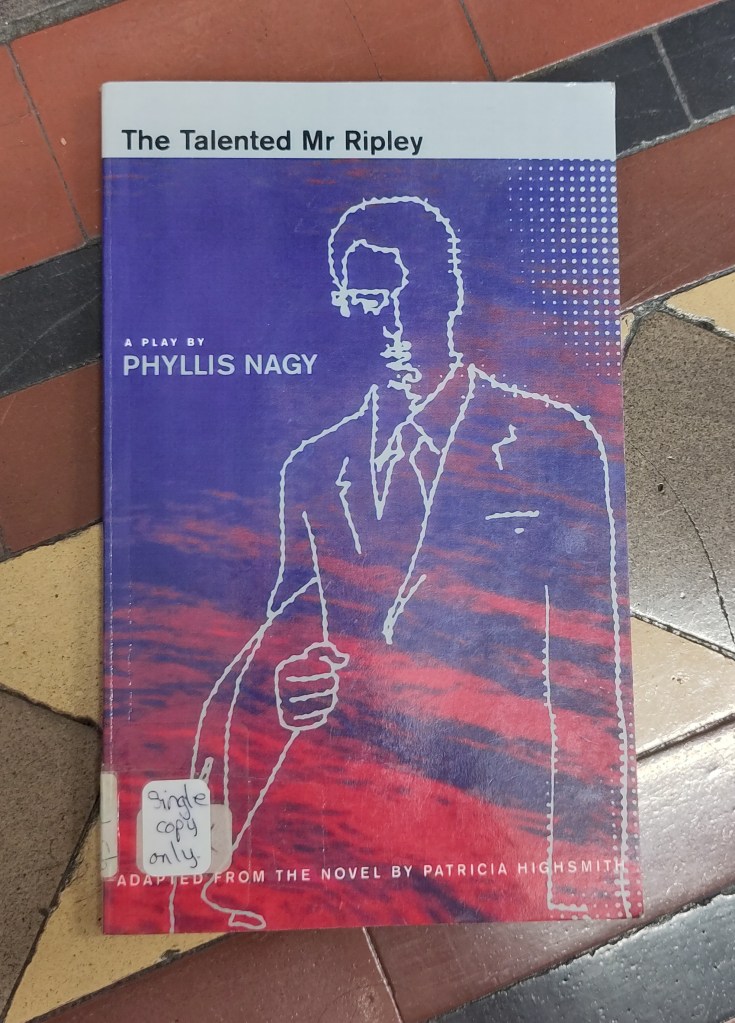 The Talented Mr Ripley
A PLAY BY
PHYLLIS NAGY
single
copy
only.
ADAPTED FROM THE NOVEL BY PATRICIA HIGHSMITH